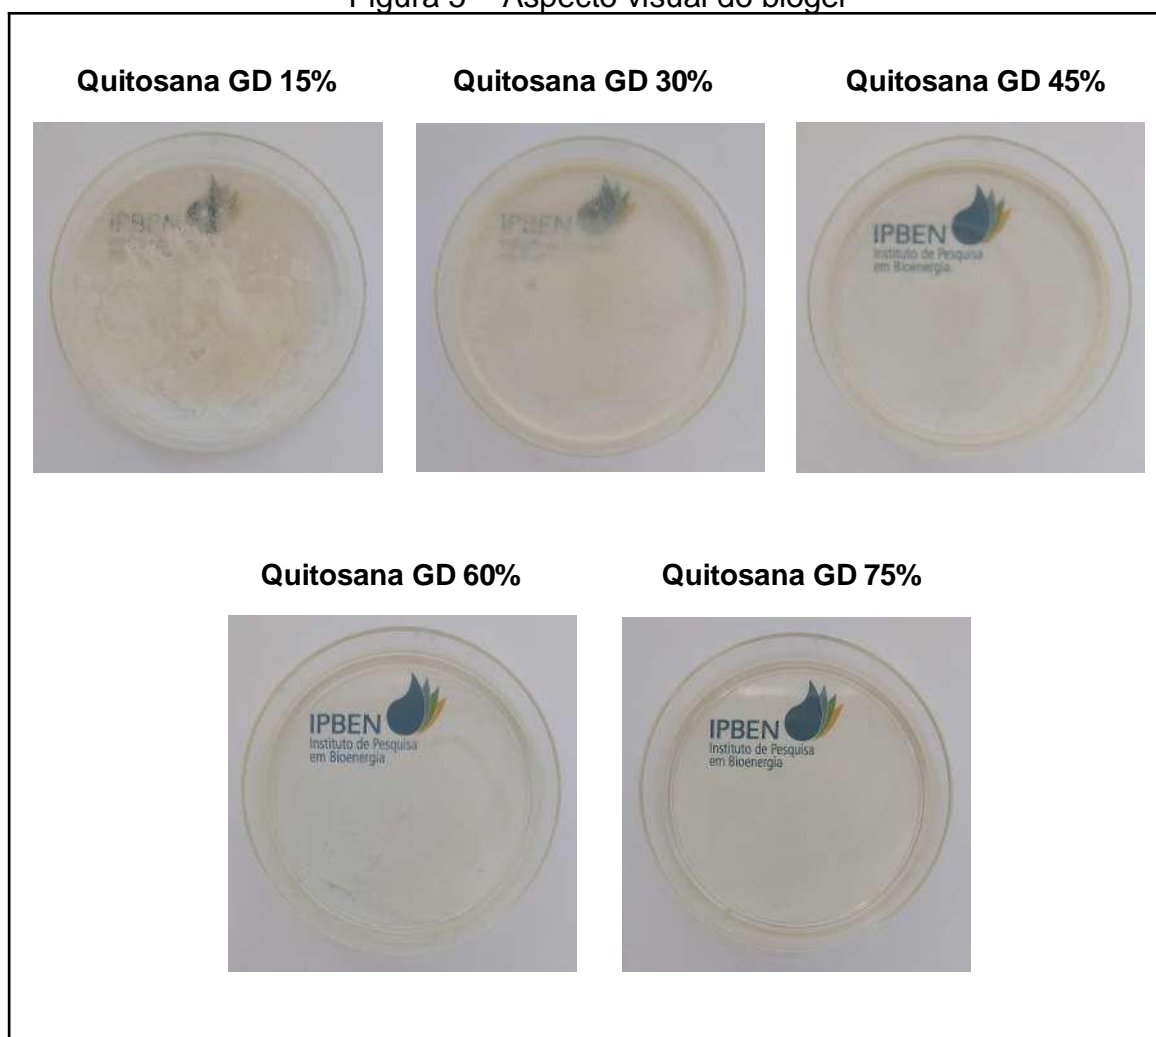 Figura 5 – Aspecto visual do biogel
Quitosana GD 15%
Quitosana GD 30%
Quitosana GD 45%
IPBEN
IPBEN
IPBEN
Instituto de Pesquisa
em Bioenergia
Quitosana GD 60%
Quitosana GD 75%
IPBEN
Instituto de Pesquisa
em Bioenergia
IPBEN
Instituto de Pesquisa
em Bioenergia